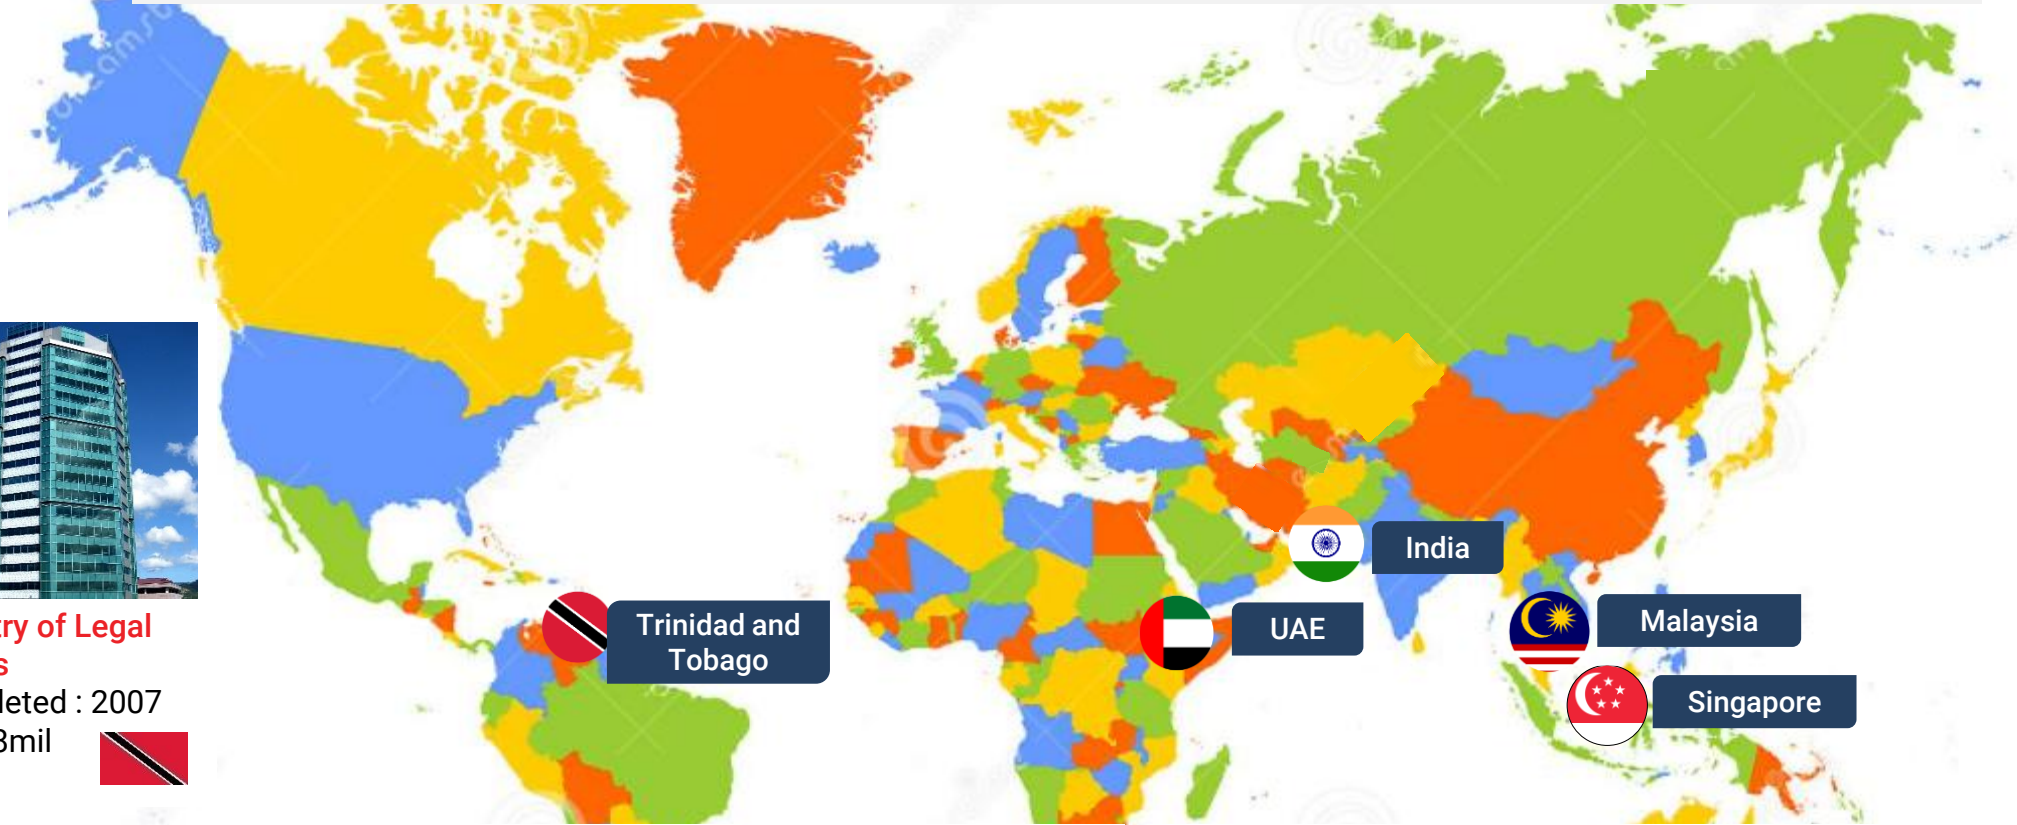 India
Trinidad and
Tobago
UAE
Malaysia
Singapore
try of Legal
s
leted : 2007
3mil